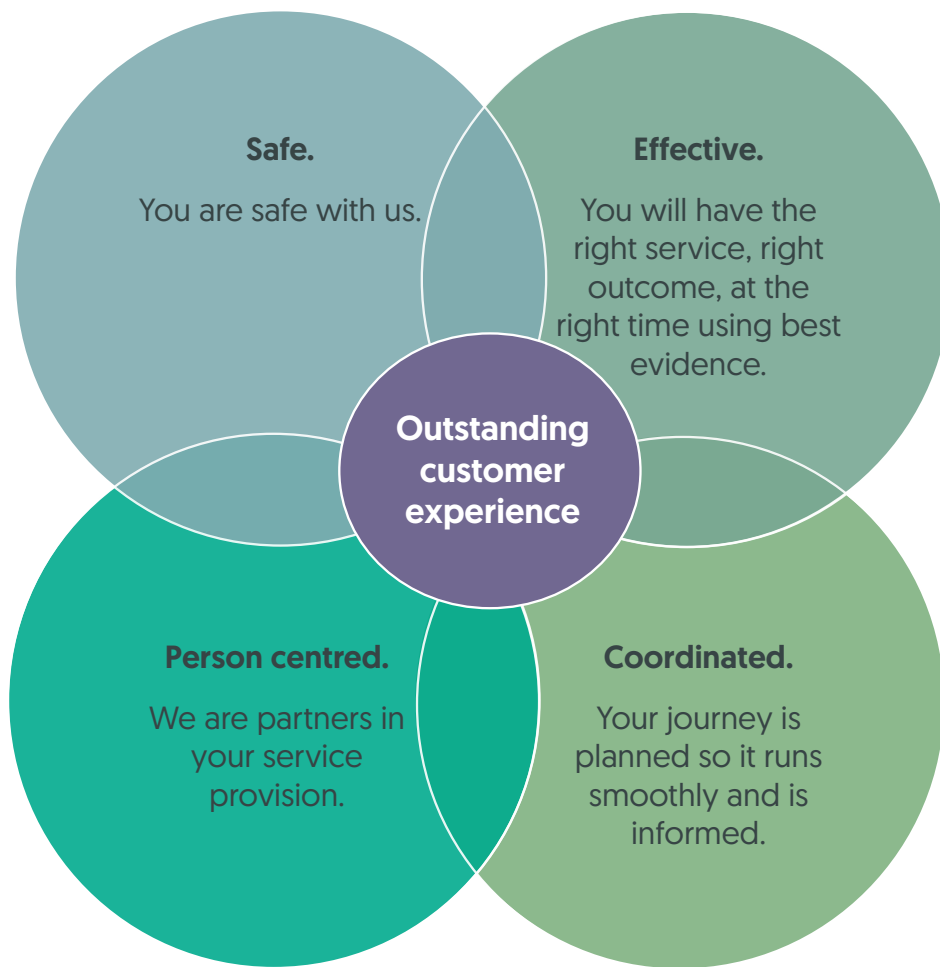 Safe.
You are safe with us.
Effective.
You will have the
right service, right
outcome, at the
right time using best
evidence.
Outstanding
customer
experience
Person centred.
We are partners in
your service
provision.
Coordinated.
Your journey is
planned so it runs
smoothly and is
informed.